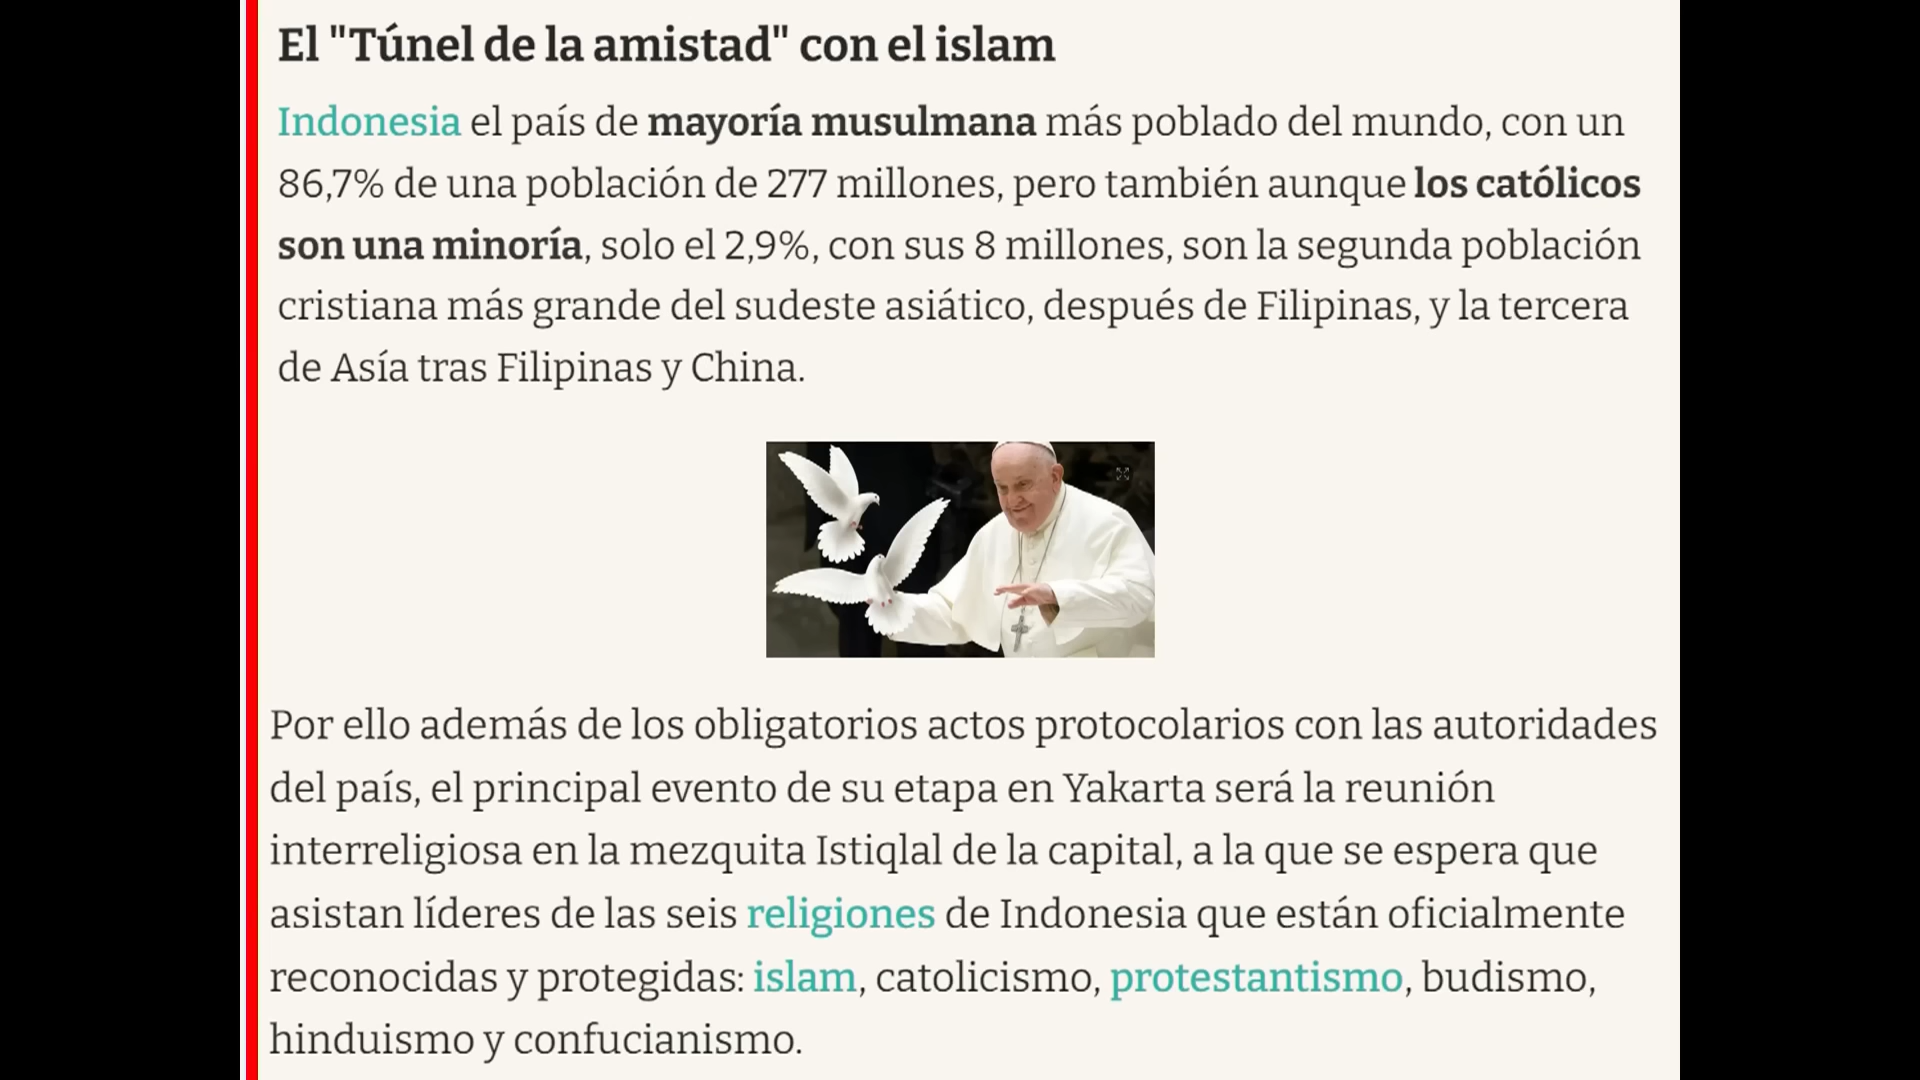 El "Túnel de la amistad" con el islam
Indonesia el país de mayoría musulmana más poblado del mundo, con un
86,7% de una población de 277 millones, pero también aunque los católicos
son una minoría, solo el 2,9%, con sus 8 millones, son la segunda población
cristiana más grande del sudeste asiático, después de Filipinas, y la tercera
de Asía tras Filipinas y China.
Por ello además de los obligatorios actos protocolarios con las autoridades
del país, el principal evento de su etapa en Yakarta será la reunión
interreligiosa en la mezquita Istiqlal de la capital, a la que se espera que
asistan líderes de las seis religiones de Indonesia que están oficialmente
reconocidas y protegidas: islam, catolicismo, protestantismo, budismo,
hinduismo y confucianismo.